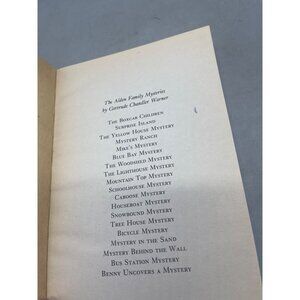 The Alden Family Mysteries
by Gertrude Chandler Warner
THE BOXCAR CHILDREN
SURPRISE ISLAND
THE YELLOW HOUSE MYSTERY
MYSTERY RANCH
MIKE'S MYSTERY
BLUE BAY MYSTERY
THE WOODSHED MYSTERY
THE LIGHTHOUSE MYSTERY
MOUNTAIN TOP MYSTERY
SCHOOLHOUSE MYSTERY
CABOOSE MYSTERY
HOUSEBOAT MYSTERY
SNOWBOUND MYSTERY
TREE HOUSE MYSTERY
BICYCLE MYSTERY
MYSTERY IN THE SAND
MYSTERY BEHIND THE WALL
BUS STATION MYSTERY
BENNY UNCOVERS A MYSTERY